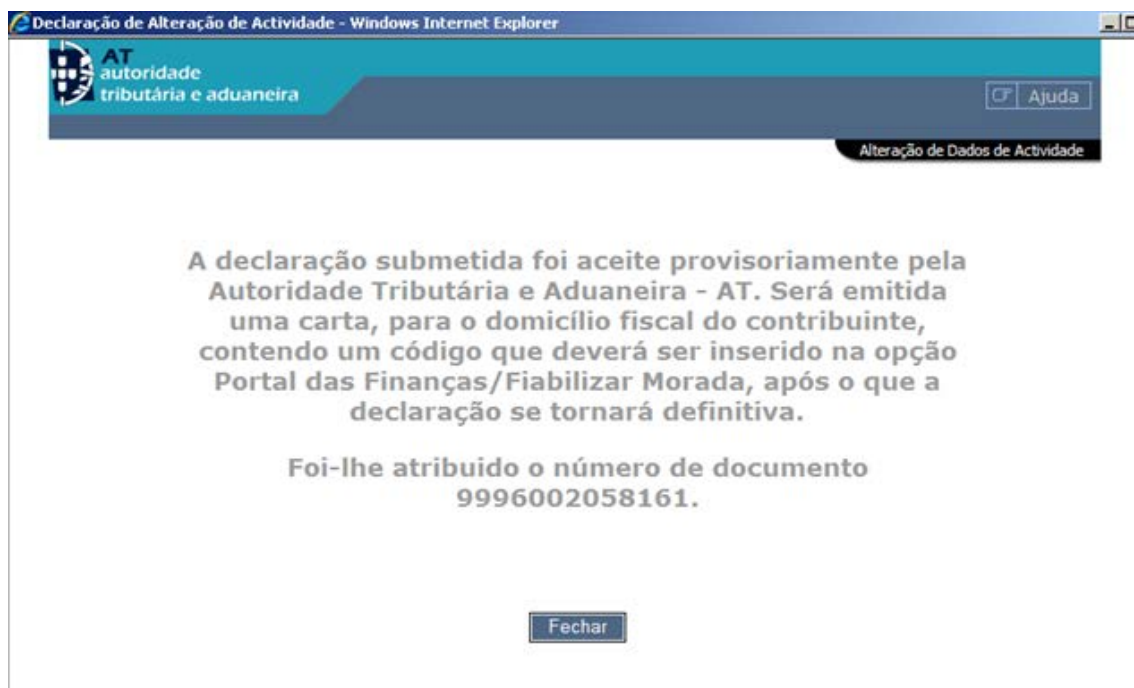 Declaração de Alteração de Actividade - Windows Internet Explorer
AT
autoridade
tributária e aduaneira
Ajuda
Alteração de Dados de Actividade
A declaração submetida foi aceite provisoriamente pela
Autoridade Tributária e Aduaneira - AT. Será emitida
uma carta, para o domicílio fiscal do contribuinte,
contendo um código que deverá ser inserido na opção
Portal das Finanças/Fiabilizar Morada, após o que a
declaração se tornará definitiva.
Foi-lhe atribuido o número de documento
9996002058161.
Fechar